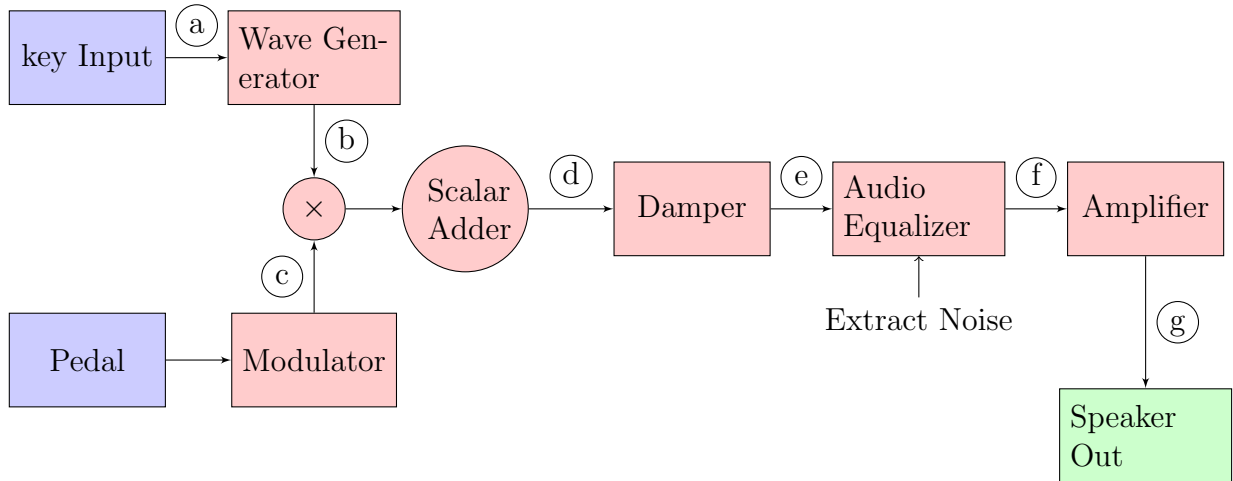 key Input
a
Wave Gen-
erator
b
×
Scalar
Adder
d
Damper
e
Audio
Equalizer
f
Amplifier
c
Extract Noise
g
Pedal
Modulator
Speaker
Out